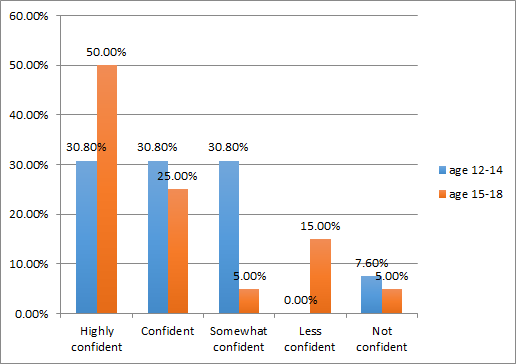 60.00%
50.00%
40.00%
30.00%
20.00%
10.00%
0.00%
30.80%
50.00%
30.80%
25.00%
30.80%
5.00%
0.00%
15.00%
7.60%
5.00%
Highly
confident
Confident
Somewhat
confident
Less
confident
Not
confident
age 12-14
age 15-18